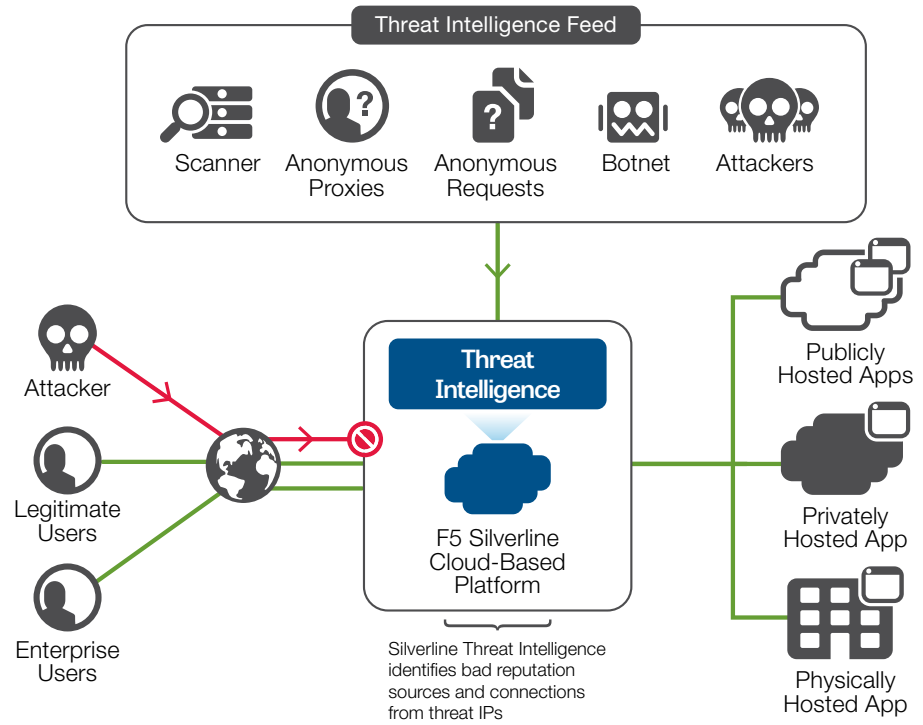 Threat Intelligence Feed
Scanner
Anonymous
Proxies
Anonymous
Requests
Botnet
Attackers
Attacker
Legitimate
Users
Enterprise
Users
Threat
Intelligence
F5 Silverline
Cloud-Based
Platform
Silverline Threat Intelligence
identifies bad reputation
sources and connections
from threat IPs
Publicly
Hosted Apps
Privately
Hosted App
Physically
Hosted App